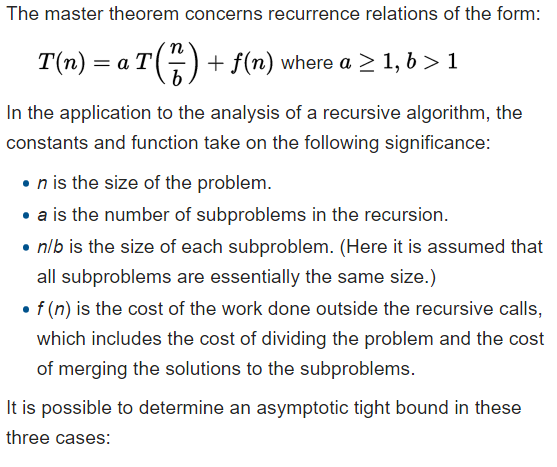 The master theorem concerns recurrence relations of the form:
T(n) = a T(n/b) + f(n) where a ≥ 1, b > 1
In the application to the analysis of a recursive algorithm, the
constants and function take on the following significance:
• n is the size of the problem.
• a is the number of subproblems in the recursion.
• n/b is the size of each subproblem. (Here it is assumed that
all subproblems are essentially the same size.)
• f (n) is the cost of the work done outside the recursive calls,
which includes the cost of dividing the problem and the cost
of merging the solutions to the subproblems.
It is possible to determine an asymptotic tight bound in these
three cases: